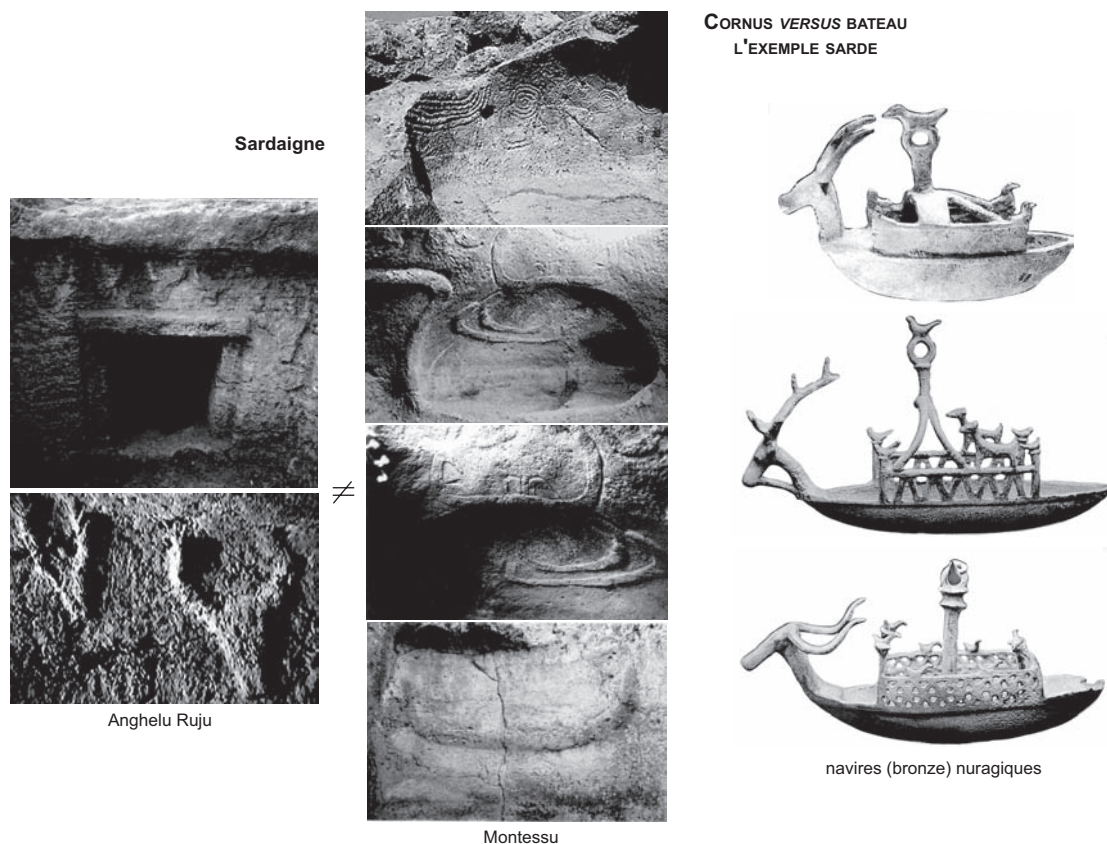 CORNUS VERSUS BATEAU
L'EXEMPLE SARDE
Sardaigne
≠
Anghelu Ruju
Montessu
navires (bronze) nuragiques